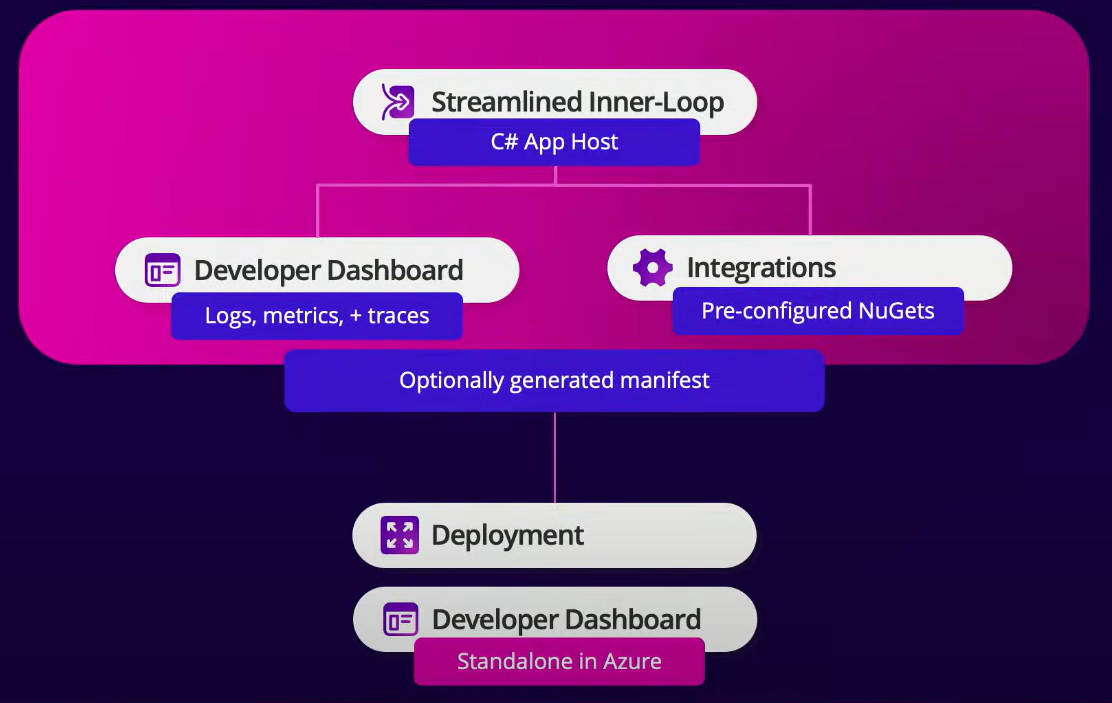 Streamlined Inner-Loop
C# App Host
Developer Dashboard
Logs, metrics, + traces
Integrations
Pre-configured NuGets
Optionally generated manifest
Deployment
Developer Dashboard
Standalone in Azure